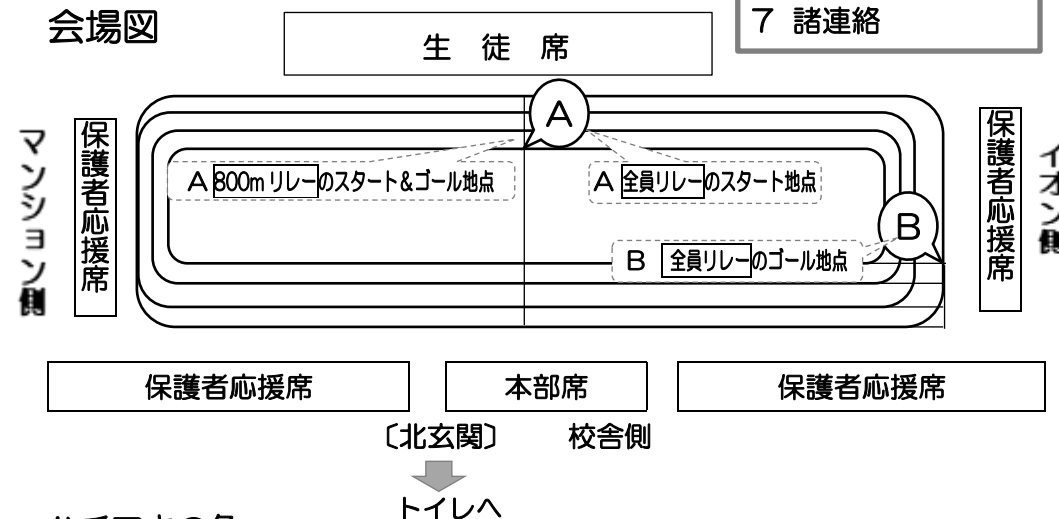 会場図
7 諸連絡
生徒席
A
マンション側
保護者応援席
A 800mリレーのスタート&ゴール地点
A 全員リレーのスタート地点
保護者応援席
イオン側
B
B 全員リレーのゴール地点
保護者応援席
本部席
保護者応援席
〔北玄関〕
校舎側
トイレへ